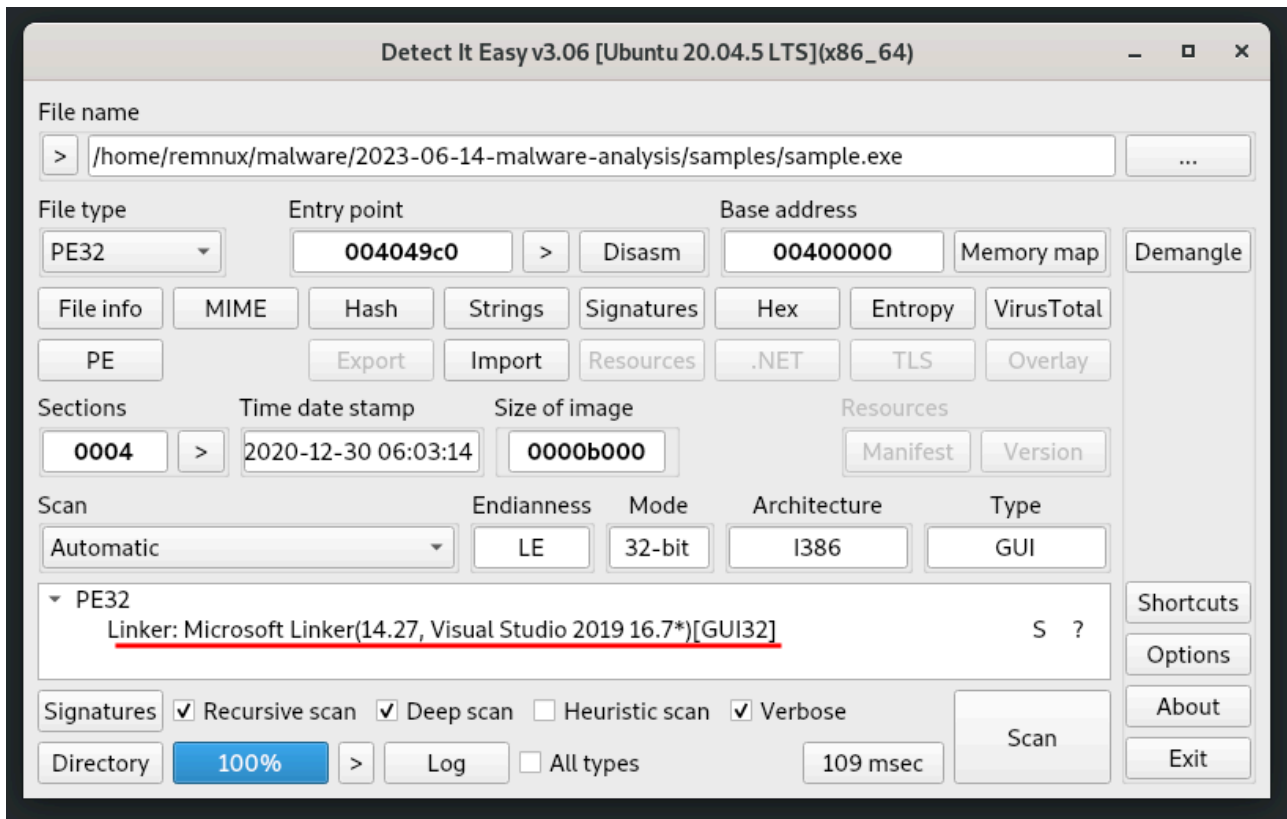 Detect It Easy v3.06 [Ubuntu 20.04.5 LTS](x86_64)
File name
> /home/remnux/malware/2023-06-14-malware-analysis/samples/sample.exe ...
File type Entry point Base address
PE32 004049c0 > Disasm 00400000 Memory map Demangle
File info MIME Hash Strings Signatures Hex Entropy VirusTotal
PE Export Import Resources .NET TLS Overlay
Sections Time date stamp Size of image Resources
0004 > 2020-12-30 06:03:14 0000b000 Manifest Version
Scan Endianness Mode Architecture Type
Automatic LE 32-bit I386 GUI
PE32 Shortcuts
Linker: Microsoft Linker(14.27, Visual Studio 2019 16.7*)[GUI32] S ?
Options
Signatures Recursive scan Deep scan Heuristic scan Verbose About
Scan
Directory 100% > Log All types 109 msec Exit